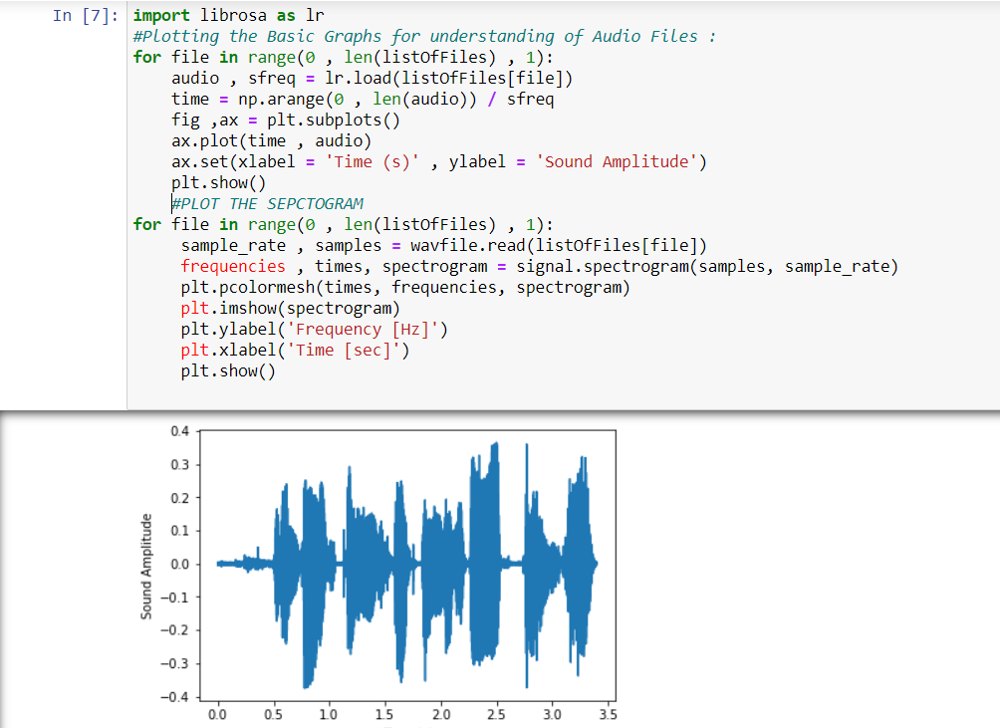 In [7]: import librosa as lr
#Plotting the Basic Graphs for understanding of Audio Files :
for file in range(0 , len(listOfFiles) , 1):
    audio , sfreq = lr.load(listOfFiles[file])
    time = np.arange(0 , len(audio)) / sfreq
    fig ,ax = plt.subplots()
    ax.plot(time , audio)
    ax.set(xlabel = 'Time (s)' , ylabel = 'Sound Amplitude')
    plt.show()
    #PLOT THE SEPCTOGRAM
for file in range(0 , len(listOfFiles) , 1):
     sample_rate , samples = wavfile.read(listOfFiles[file])
     frequencies , times, spectrogram = signal.spectrogram(samples, sample_rate)
     plt.pcolormesh(times, frequencies, spectrogram)
     plt.imshow(spectrogram)
     plt.ylabel('Frequency [Hz]')
     plt.xlabel('Time [sec]')
     plt.show()
Sound Amplitude
0.4
0.3
0.2
0.1
0.0
−0.1
−0.2
−0.3
−0.4
0.0 0.5 1.0 1.5 2.0 2.5 3.0 3.5